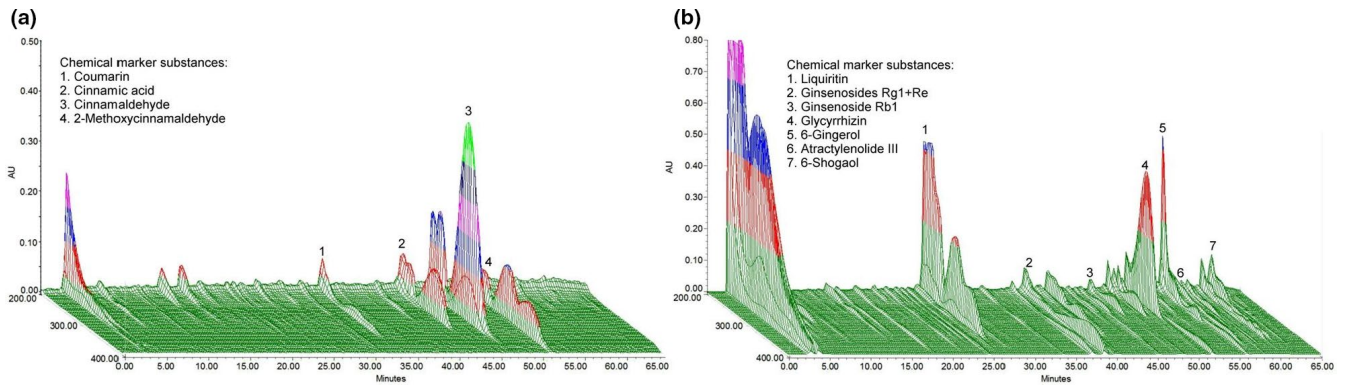 (a)
0.50
0.40
0.30
0.20
0.10
0.00
AU
200.00
300.00
400.00
Chemical marker substances:
1. Coumarin
2. Cinnamic acid
3. Cinnamaldehyde
4. 2-Methoxycinnamaldehyde
1
2
3
4
0.00 5.00 10.00 15.00 20.00 25.00 30.00 35.00 40.00 45.00 50.00 55.00 60.00 65.00
Minutes
(b)
0.80
0.70
0.60
0.50
0.40
0.30
0.20
0.10
0.00
AU
200.00
300.00
400.00
Chemical marker substances:
1. Liquiritin
2. Ginsenosides Rg1+Re
3. Ginsenoside Rb1
4. Glycyrrhizin
5. 6-Gingerol
6. Atractylenolide III
7. 6-Shogaol
1
2
3
4
5
6
7
0.00 5.00 10.00 15.00 20.00 25.00 30.00 35.00 40.00 45.00 50.00 55.00 60.00 65.00
Minutes